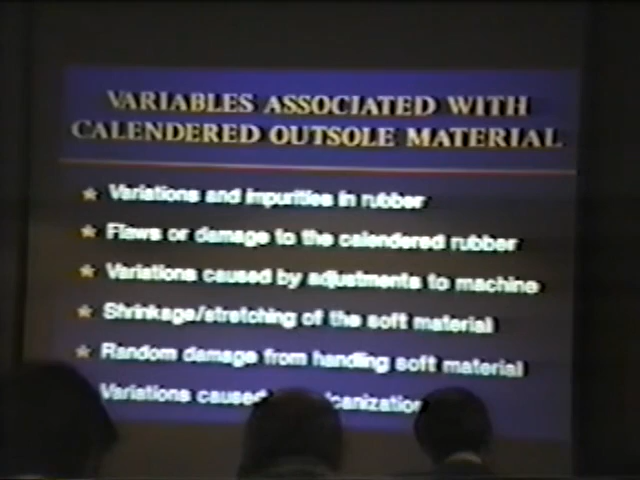 VARIABLES ASSOCIATED WITH
CALENDERED OUTSOLE MATERIAL
Variations and impurities in rubber
Flaws or damage to the calendered rubber
Variations caused by adjustments to machine
Shrinkage/stretching of the soft material
Random damage from handling soft material
Variations caused